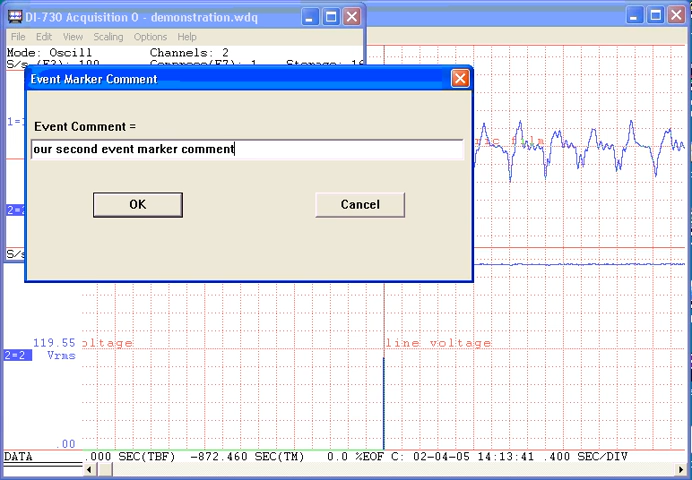 DI-730 Acquisition 0 - demonstration.wdq
File Edit View Scaling Options Help
Mode: Oscill Channels: 2
Event Marker Comment
Event Comment =
our second event marker comment
OK Cancel
1=1
2=2
S/s
119.55
2=2 Vrms
.00
oltage
line voltage
DATA .000 SEC(TBF) -872.460 SEC(TM) 0.0 %EOF C: 02-04-05 14:13:41 .400 SEC/DIV